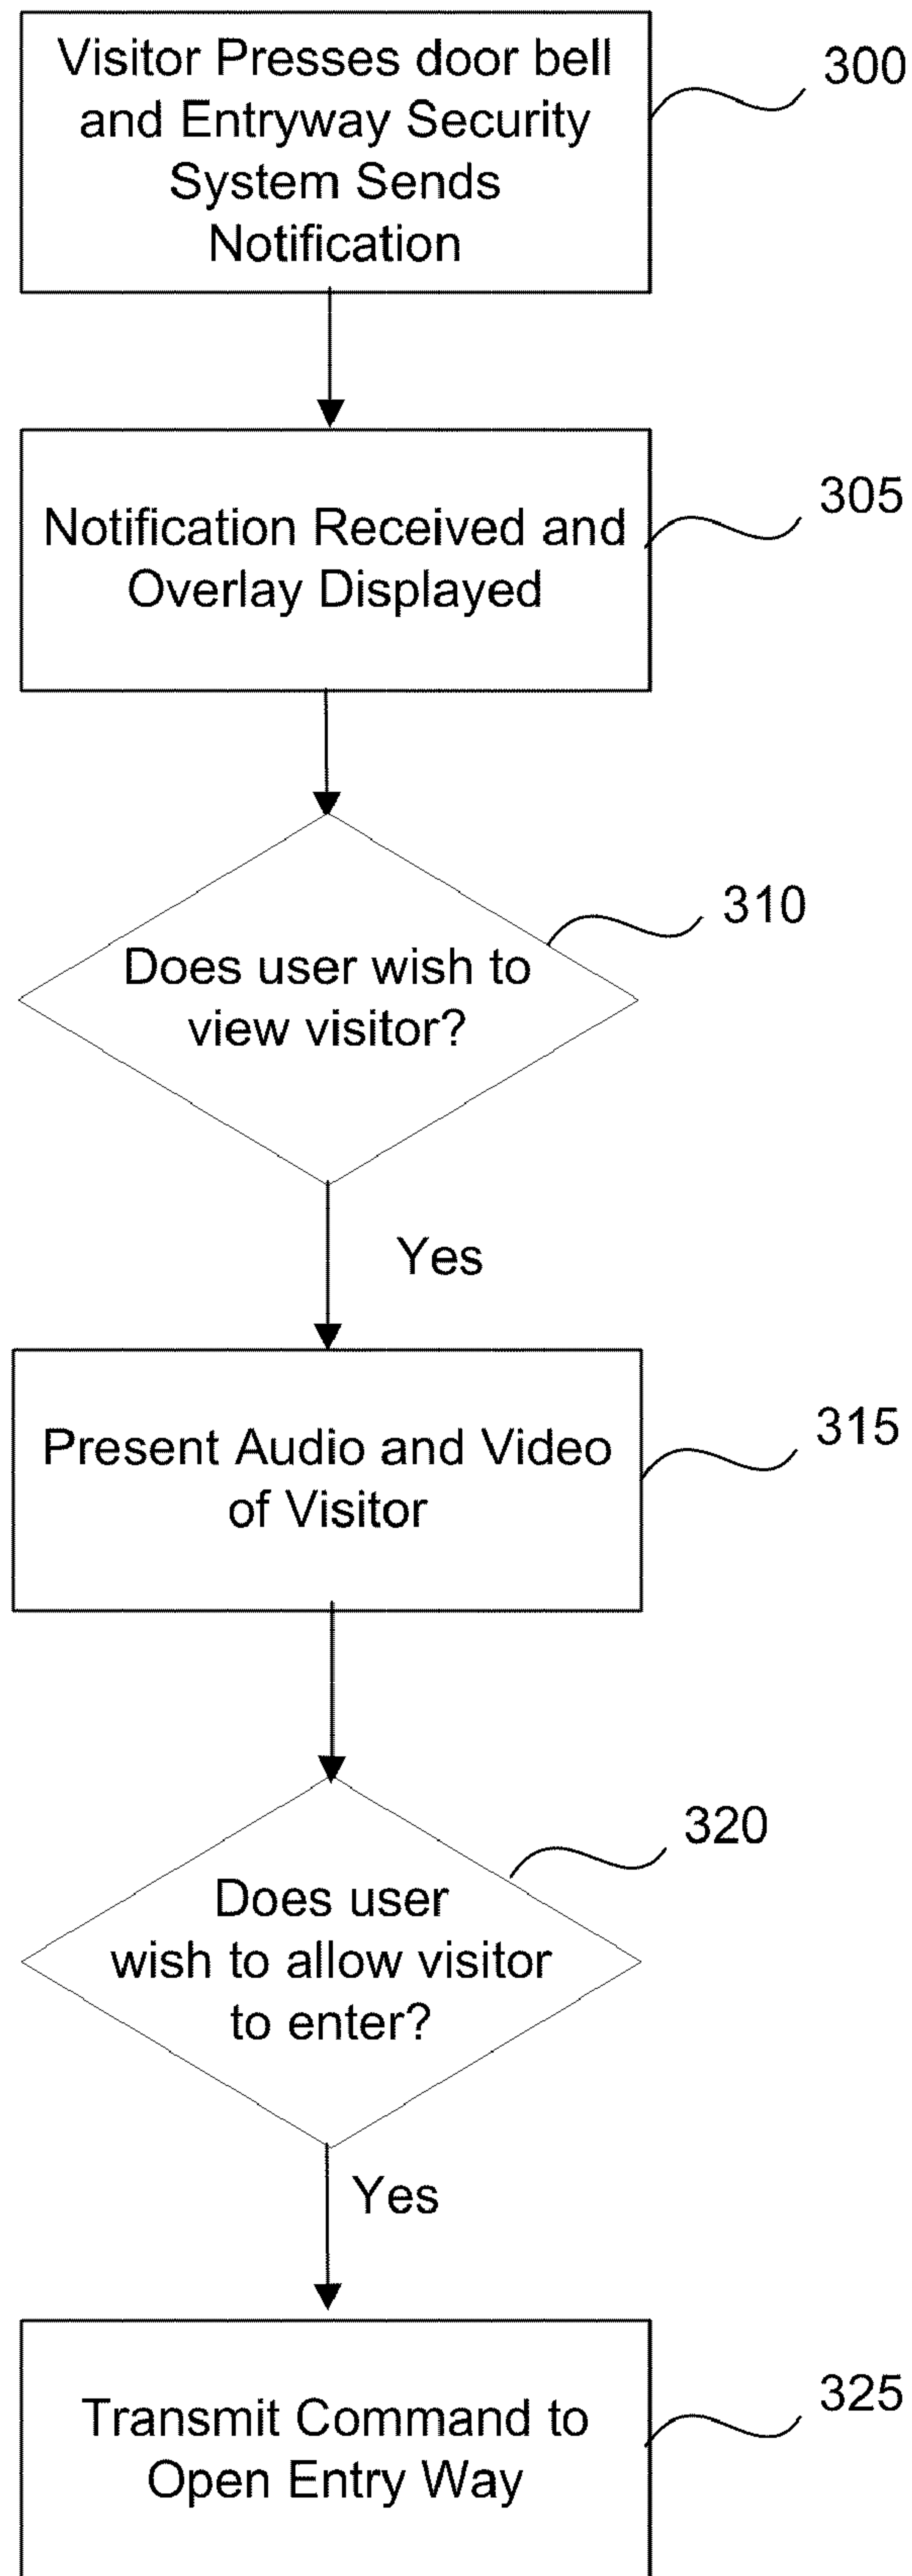 Visitor Presses door bell
and Entryway Security
System Sends
Notification
300
Notification Received and
Overlay Displayed
305
Does user wish to
view visitor?
310
Yes
Present Audio and Video
of Visitor
315
Does user
wish to allow visitor
to enter?
320
Yes
Transmit Command to
Open Entry Way
325